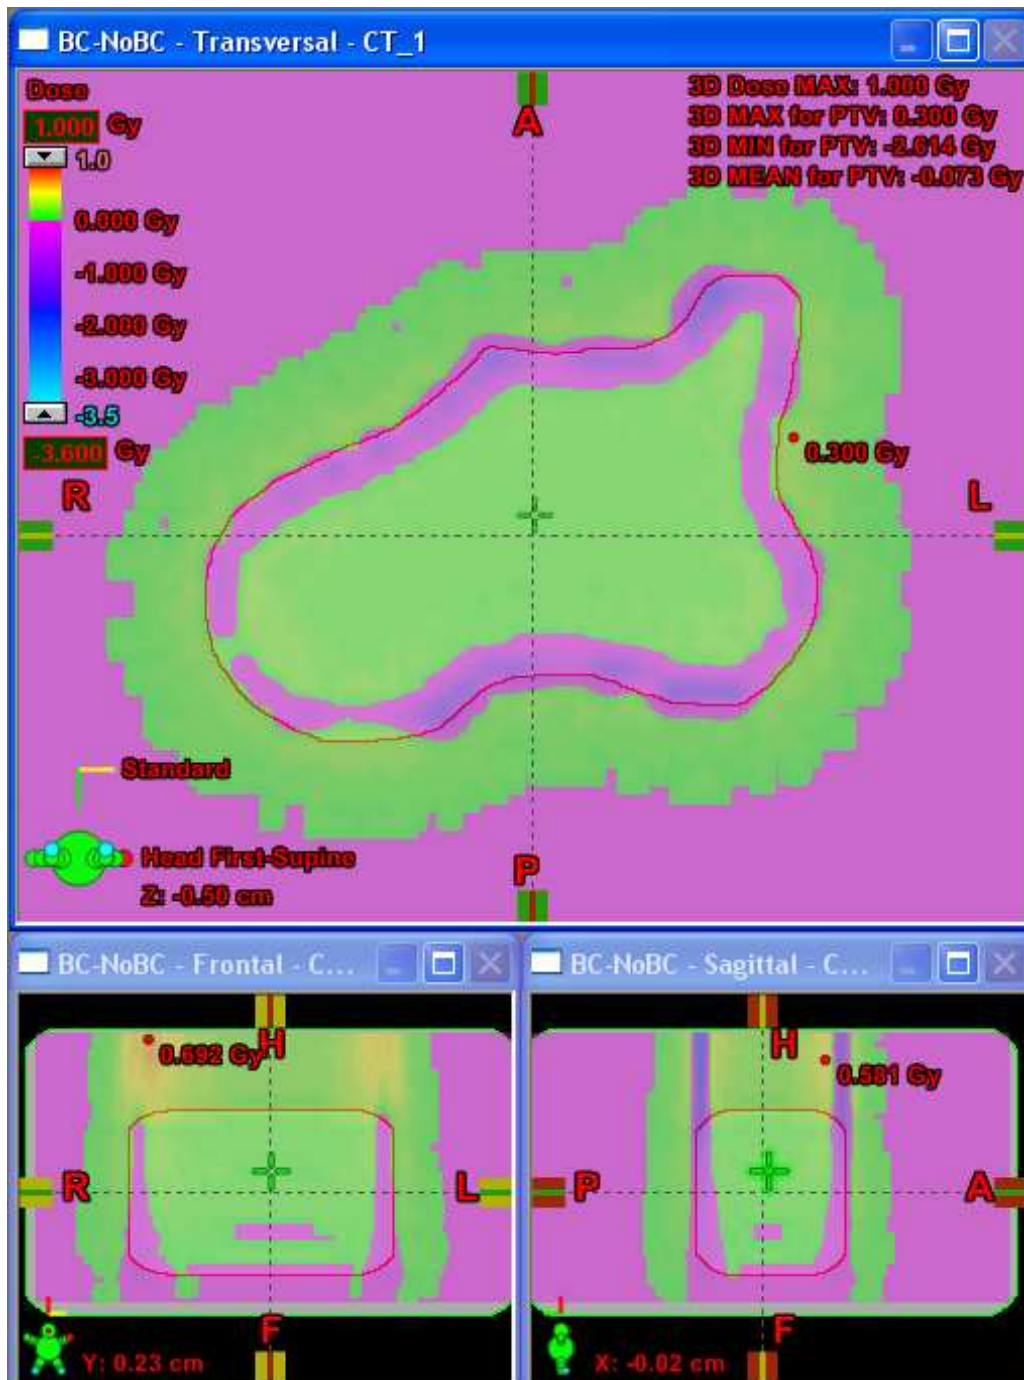 BC-NoBC - Transversal - CT_1
Dose
1.000 Gy
1.0
0.000 Gy
-1.000 Gy
-2.000 Gy
-3.000 Gy
-3.5
-3.600 Gy
A
3D Dose MAX: 1.000 Gy
3D MAX for PTV: 0.300 Gy
3D MIN for PTV: -2.614 Gy
3D MEAN for PTV: -0.073 Gy
0.300 Gy
R
L
Standard
Head First-Supine
Z: -0.50 cm
P
BC-NoBC - Frontal - C...
H
0.692 Gy
R
L
F
Y: 0.23 cm
BC-NoBC - Sagittal - C...
H
0.581 Gy
P
A
F
X: -0.02 cm